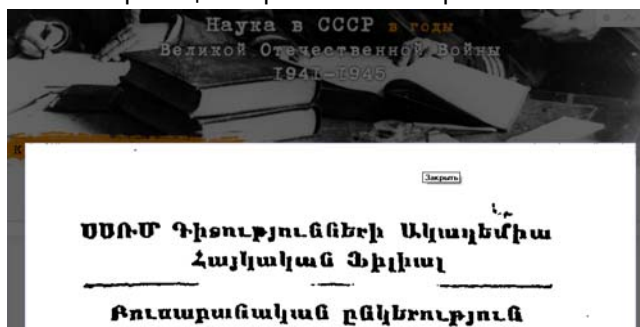 Наука в СССР в годы
Великой Отечественной Войны
1941–1945
К
Закрыть
ՍՍՌՄ Գիտությունների Ակադեմիա
Հայկական Ֆիլիալ
Բուսաբանական ընկերություն